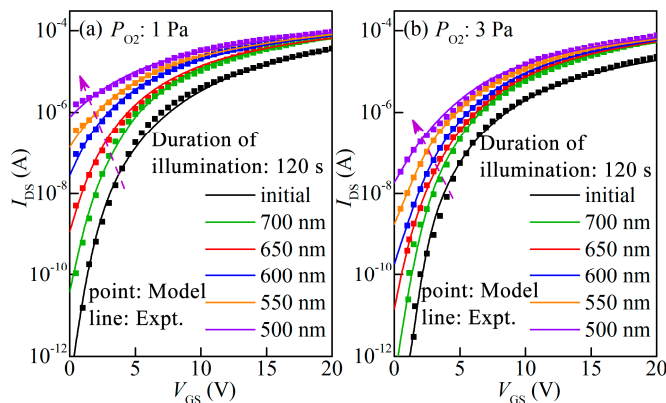 (a) P_O2: 1 Pa
(b) P_O2: 3 Pa
I_DS (A)
10^-4
10^-6
10^-8
10^-10
10^-12
Duration of
illumination: 120 s
initial
700 nm
650 nm
600 nm
550 nm
500 nm
point: Model
line: Expt.
0 5 10 15 20
V_GS (V)
10^-4
10^-6
10^-8
10^-10
10^-12
Duration of
illumination: 120 s
initial
700 nm
650 nm
600 nm
550 nm
500 nm
point: Model
line: Expt.
0 5 10 15 20
V_GS (V)